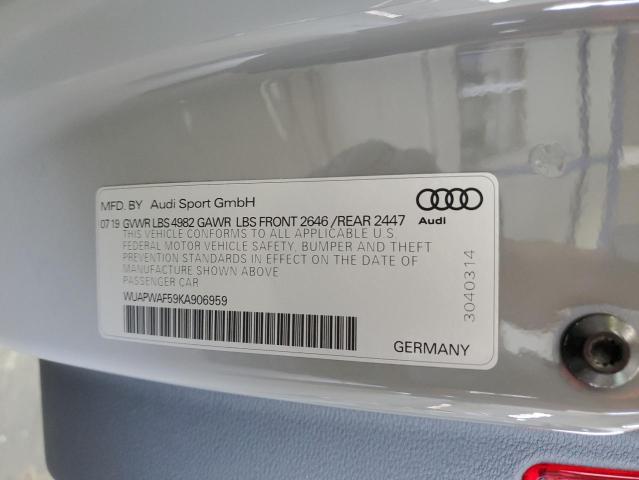 MFD. BY Audi Sport GmbH
07 19 GVWR LBS 4982 GAWR LBS FRONT 2646 / REAR 2447
THIS VEHICLE CONFORMS TO ALL APPLICABLE U.S
FEDERAL MOTOR VEHICLE SAFETY, BUMPER AND THEFT
PREVENTION STANDARDS IN EFFECT ON THE DATE OF
MANUFACTURE SHOWN ABOVE
PASSENGER CAR
WUAPWAF59KA906959
Audi
3040314
GERMANY